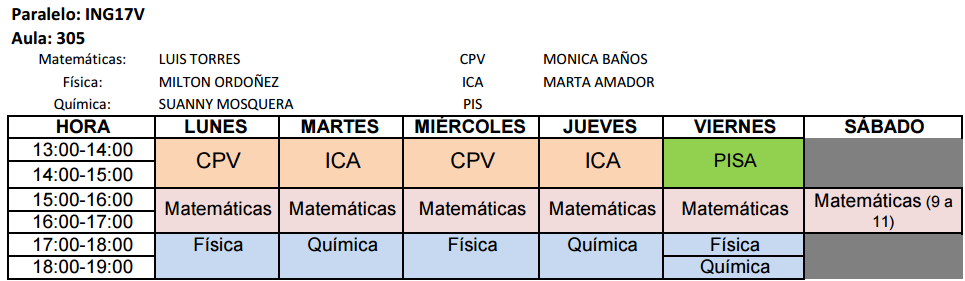 Paralelo: ING17V
Aula: 305
Matemáticas: LUIS TORRES CPV MONICA BAÑOS
Física: MILTON ORDOÑEZ ICA MARTA AMADOR
Química: SUANNY MOSQUERA PIS
HORA LUNES MARTES MIÉRCOLES JUEVES VIERNES SÁBADO
13:00-14:00
14:00-15:00
CPV ICA CPV ICA PISA
15:00-16:00
16:00-17:00
Matemáticas Matemáticas Matemáticas Matemáticas Matemáticas Matemáticas (9 a
11)
17:00-18:00 Física Química Física Química Física
18:00-19:00 Química